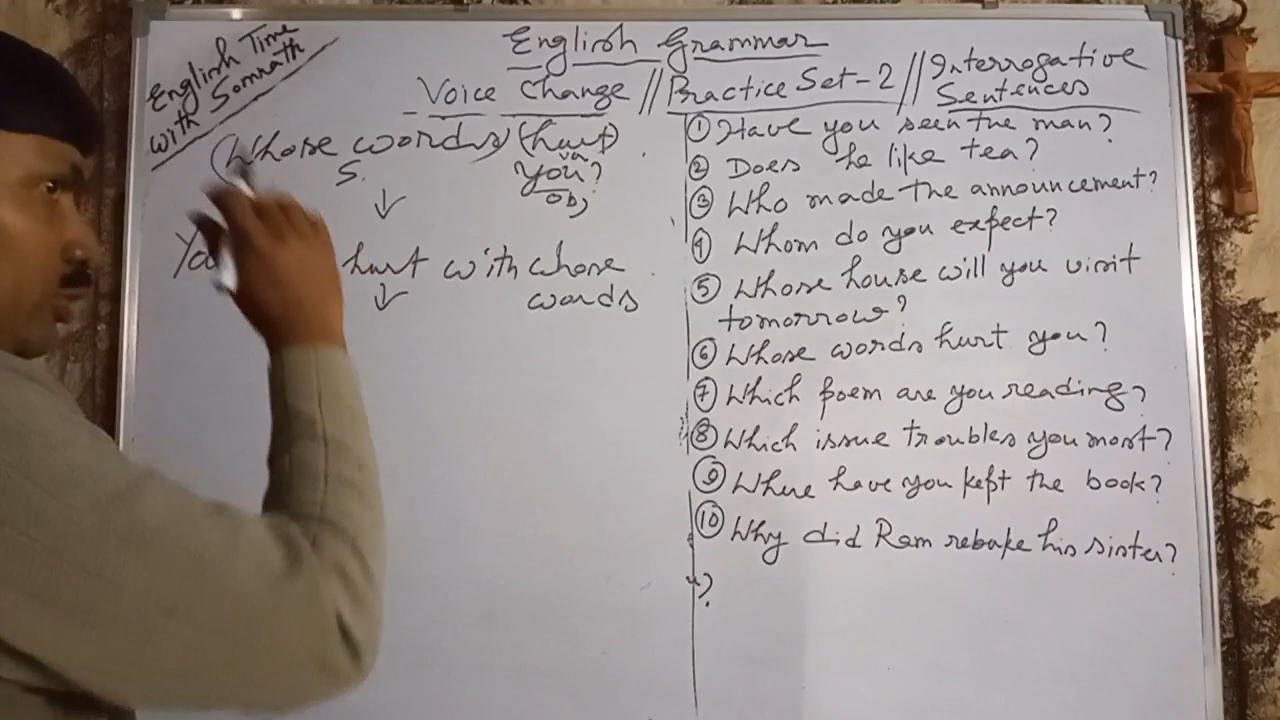 English Time
with Somnath
English Grammar
Voice Change // Practice Set-2 // Interrogative
Sentences
(Whose words) (hurt)
S. va you?
obj
hurt with whose
words
① Have you seen the man?
② Does he like tea?
③ Who made the announcement?
④ Whom do you expect?
⑤ Whose house will you visit
tomorrow?
⑥ Whose words hurt you?
⑦ Which poem are you reading?
⑧ Which issue troubles you most?
⑨ Where have you kept the book?
⑩ Why did Ram rebuke his sister?
?